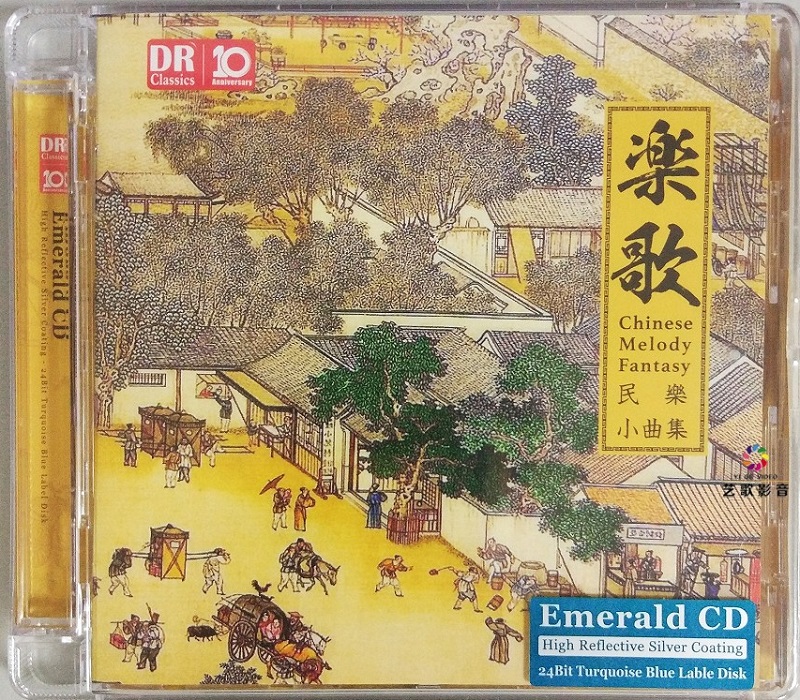 DR
Classics
10
Anniversary
楽
歌
Chinese
Melody
Fantasy
民樂
小曲集
DR
Classics
10
Emerald CD
High Reflective Silver Coating - 24Bit Turquoise Blue Label Disk
艺歌影音
Emerald CD
High Reflective Silver Coating
24Bit Turquoise Blue Lable Disk